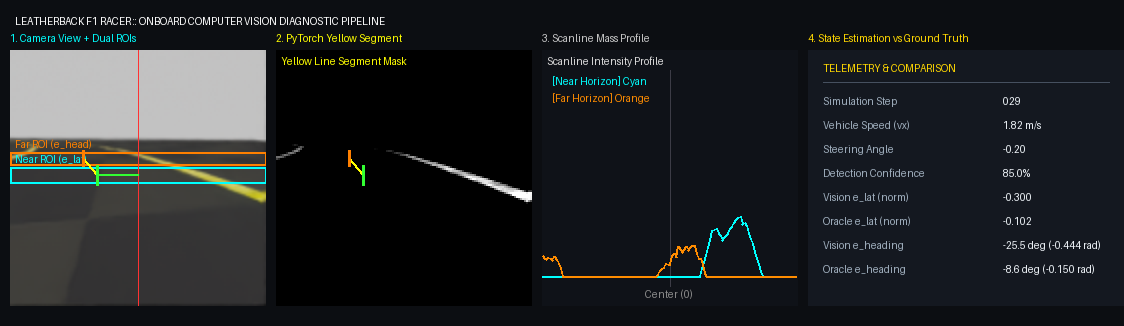 LEATHERBACK F1 RACER :: ONBOARD COMPUTER VISION DIAGNOSTIC PIPELINE
1. Camera View + Dual ROIs
Far ROI (e_head)
Near ROI (e_la
2. PyTorch Yellow Segment
Yellow Line Segment Mask
3. Scanline Mass Profile
Scanline Intensity Profile
[Near Horizon] Cyan
[Far Horizon] Orange
Center (0)
4. State Estimation vs Ground Truth
TELEMETRY & COMPARISON
Simulation Step 029
Vehicle Speed (vx) 1.82 m/s
Steering Angle -0.20
Detection Confidence 85.0%
Vision e_lat (norm) -0.300
Oracle e_lat (norm) -0.102
Vision e_heading -25.5 deg (-0.444 rad)
Oracle e_heading -8.6 deg (-0.150 rad)